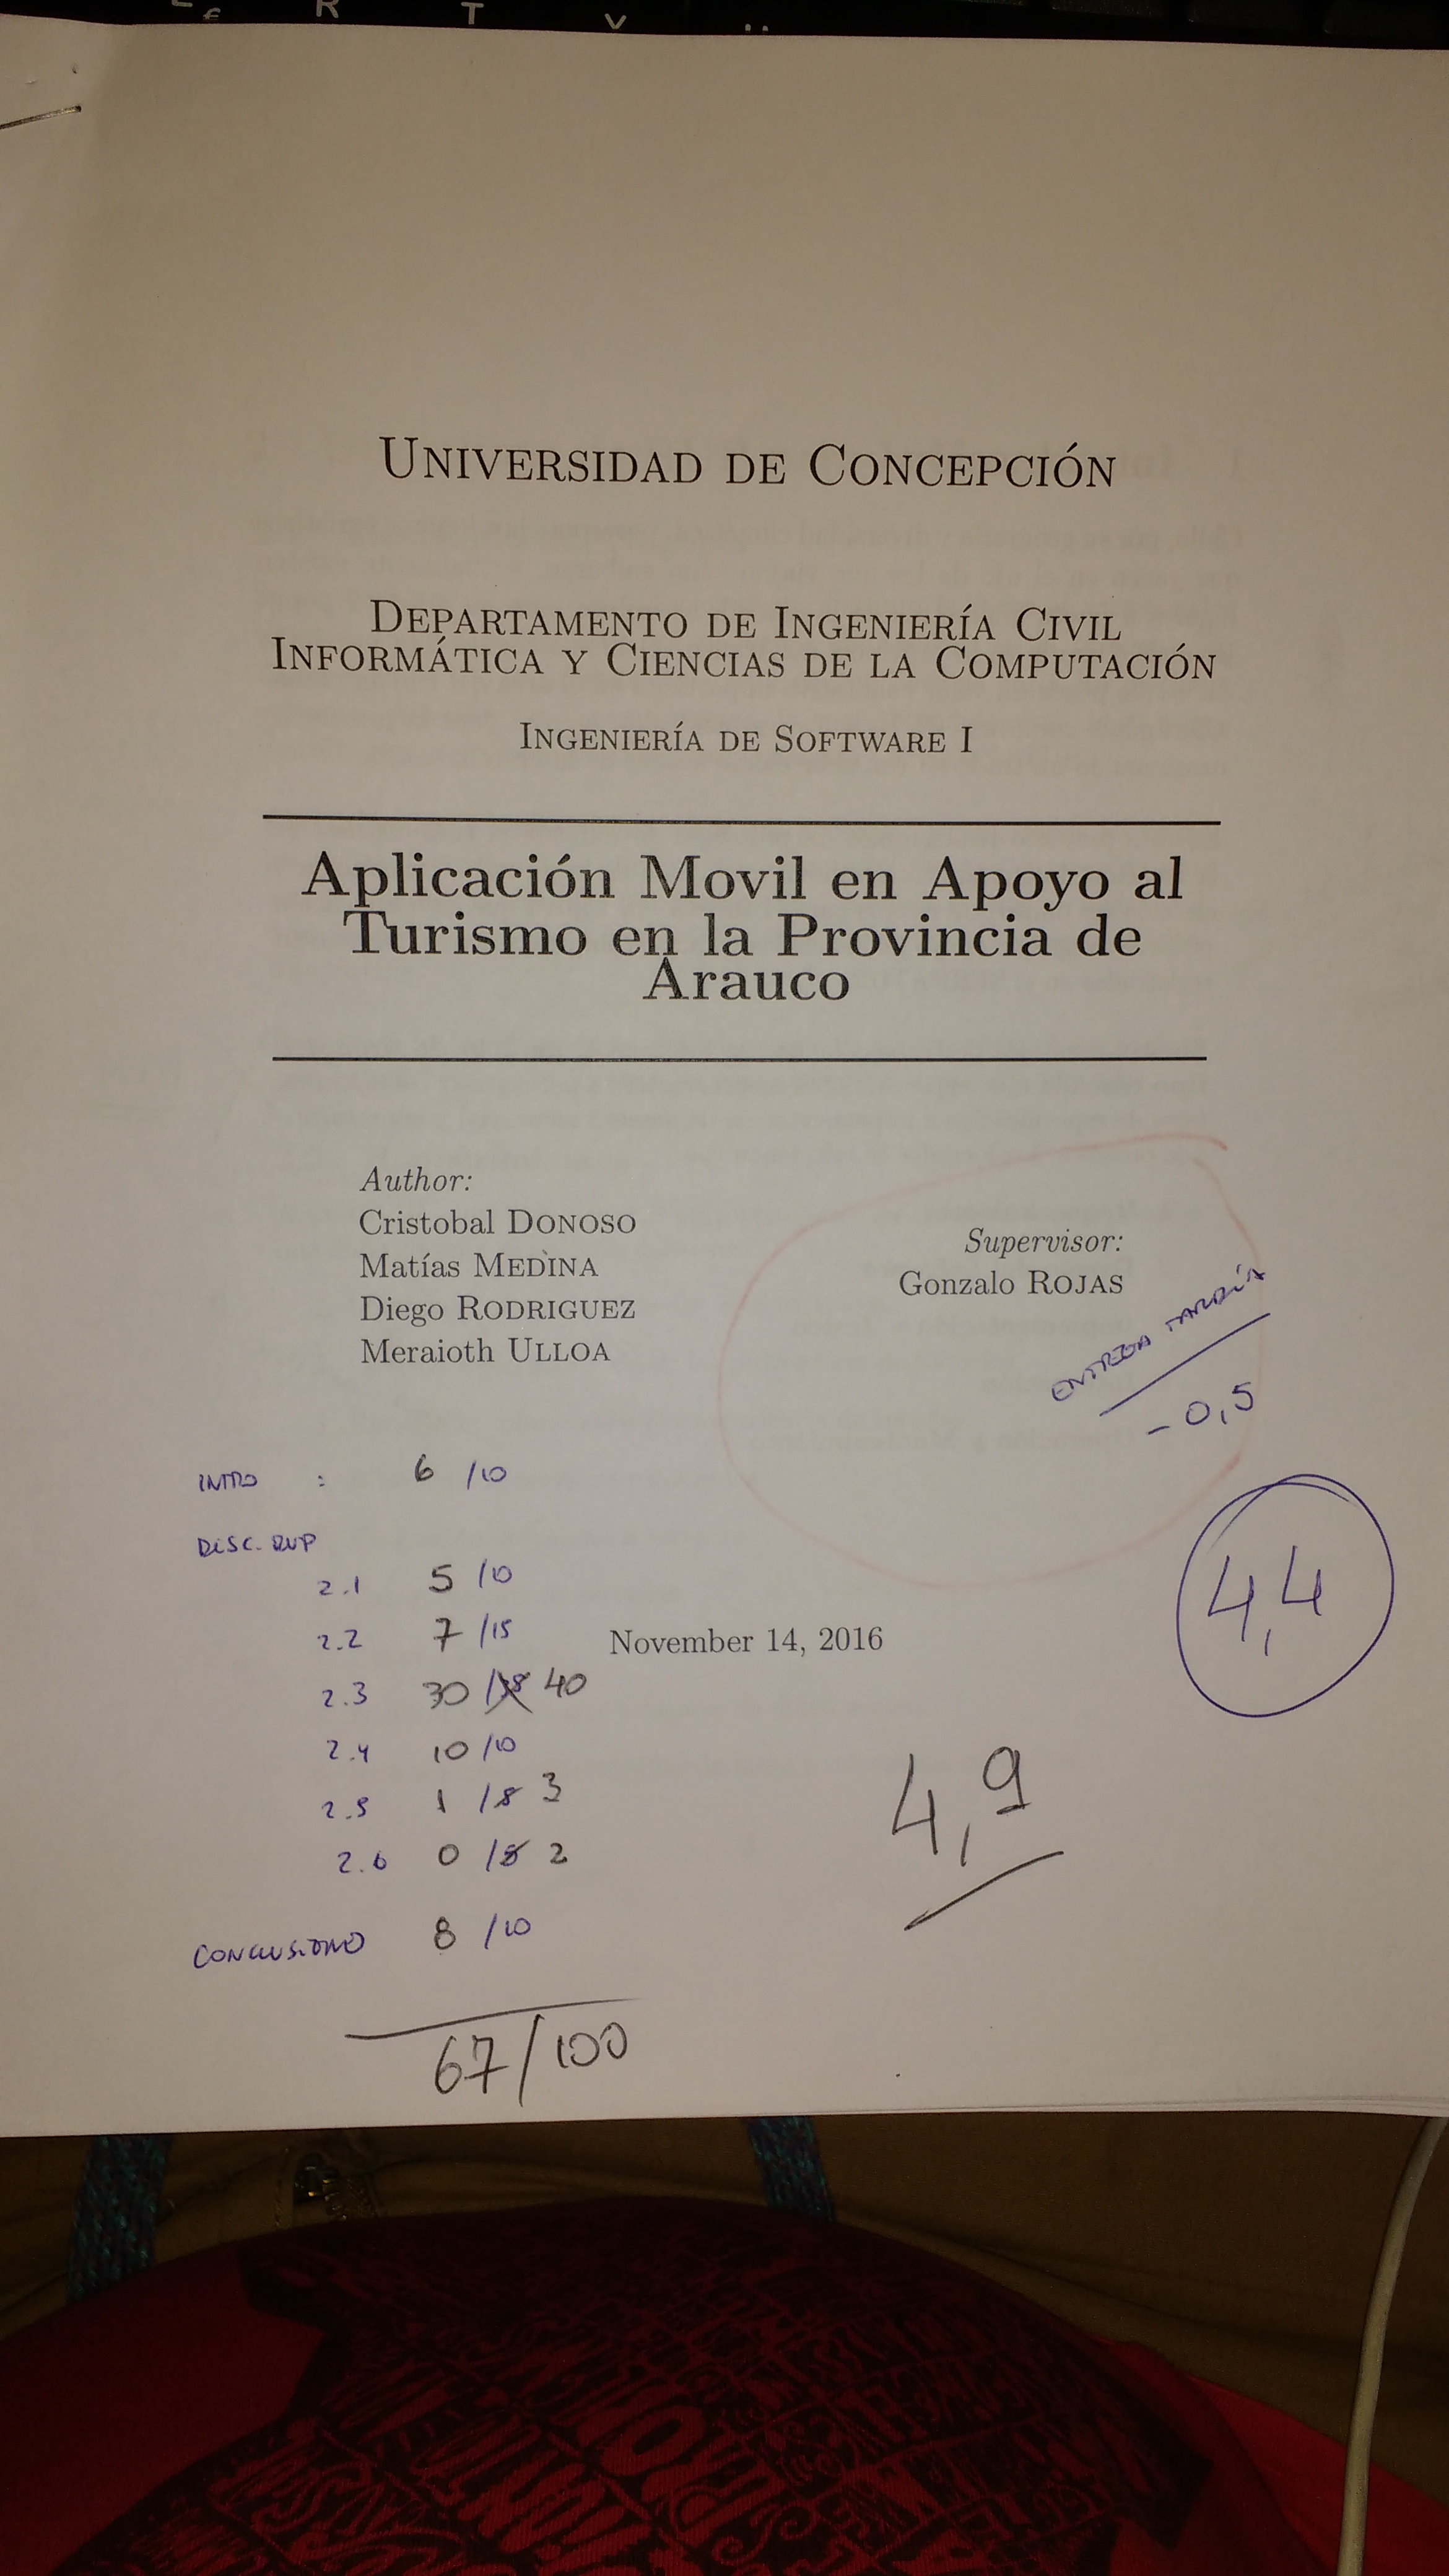 R T V
UNIVERSIDAD DE CONCEPCIÓN
DEPARTAMENTO DE INGENIERÍA CIVIL
INFORMÁTICA Y CIENCIAS DE LA COMPUTACIÓN
INGENIERÍA DE SOFTWARE I
Aplicación Movil en Apoyo al
Turismo en la Provincia de
Arauco
Author:
Cristobal DONOSO
Matías MEDINA
Diego RODRIGUEZ
Meraioth ULLOA
Supervisor:
Gonzalo ROJAS
ENTREGA TARDÍA
-0,5
INTRO : 6 /10
DISC. RUP
2.1 5 /10
2.2 7 /15
2.3 30 / 40
2.4 10 /10
2.5 1 /8 3
2.6 0 /5 2
CONCLUSIONES 8 /10
67/100
November 14, 2016
4,4
4,9